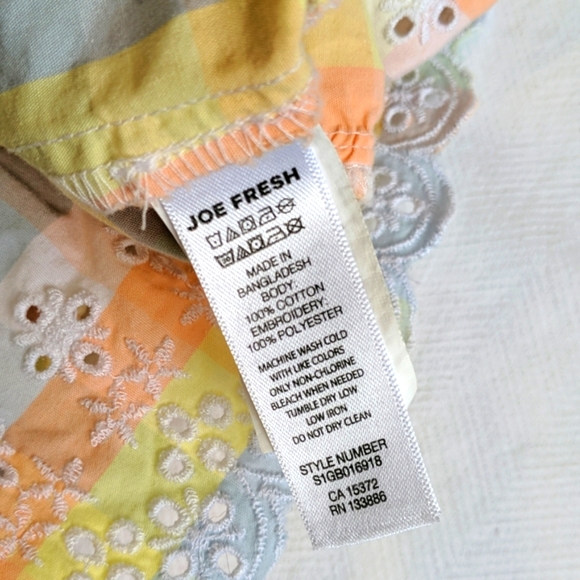 JOE FRESH
MADE IN
BANGLADESH
BODY:
100% COTTON
EMBROIDERY:
100% POLYESTER
MACHINE WASH COLD
WITH LIKE COLORS
ONLY NON-CHLORINE
BLEACH WHEN NEEDED
TUMBLE DRY LOW
LOW IRON
DO NOT DRY CLEAN
STYLE NUMBER
S1GB016918
CA 15372
RN 133886